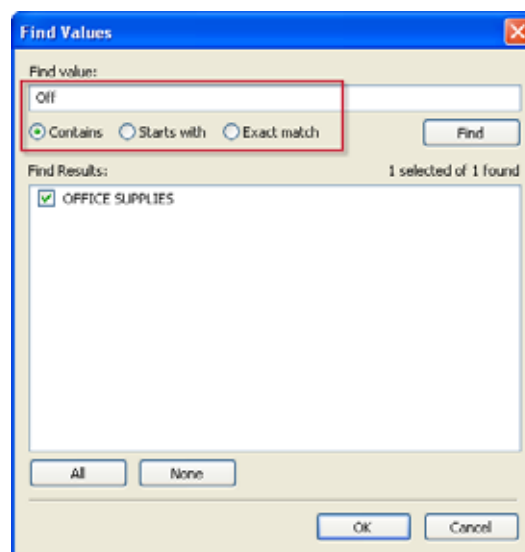 Find Values
Find value:
Off
Contains Starts with Exact match Find
Find Results: 1 selected of 1 found
OFFICE SUPPLIES
All None
OK Cancel